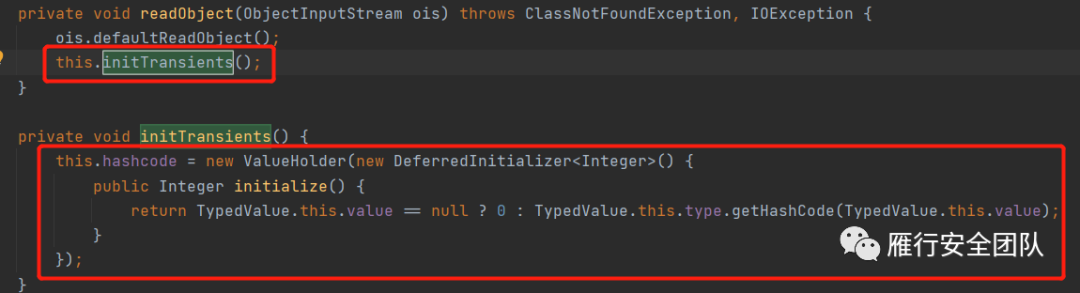 private void readObject(ObjectInputStream ois) throws ClassNotFoundException, IOException {
ois.defaultReadObject();
this.initTransients();
}
private void initTransients() {
this.hashcode = new ValueHolder(new DeferredInitializer<Integer>() {
public Integer initialize() {
return TypedValue.this.value == null ? 0 : TypedValue.this.type.getHashCode(TypedValue.this.value);
}
});
}
雁行安全团队